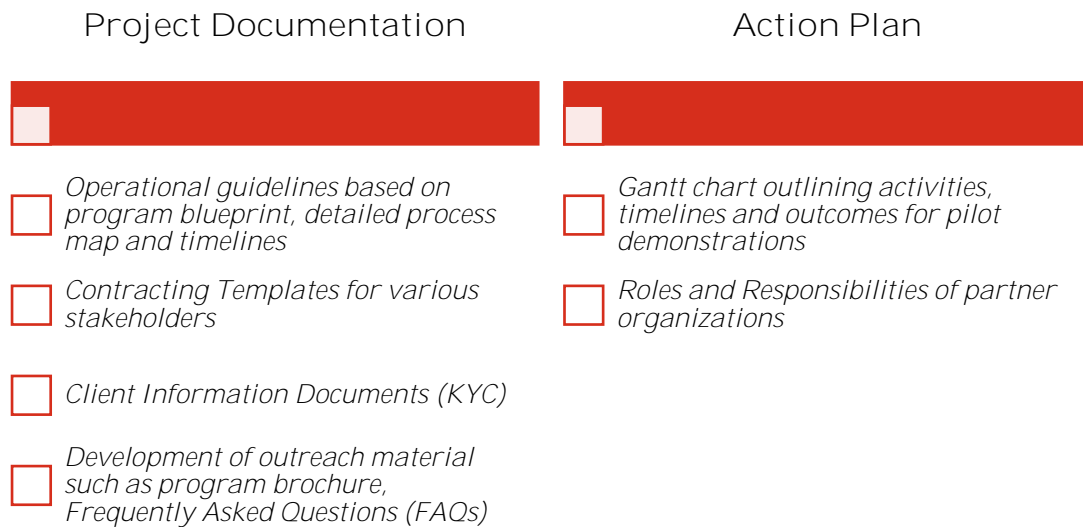 Project Documentation
Operational guidelines based on
program blueprint, detailed process
map and timelines
Contracting Templates for various
stakeholders
Client Information Documents (KYC)
Development of outreach material
such as program brochure,
Frequently Asked Questions (FAQs)
Action Plan
Gantt chart outlining activities,
timelines and outcomes for pilot
demonstrations
Roles and Responsibilities of partner
organizations